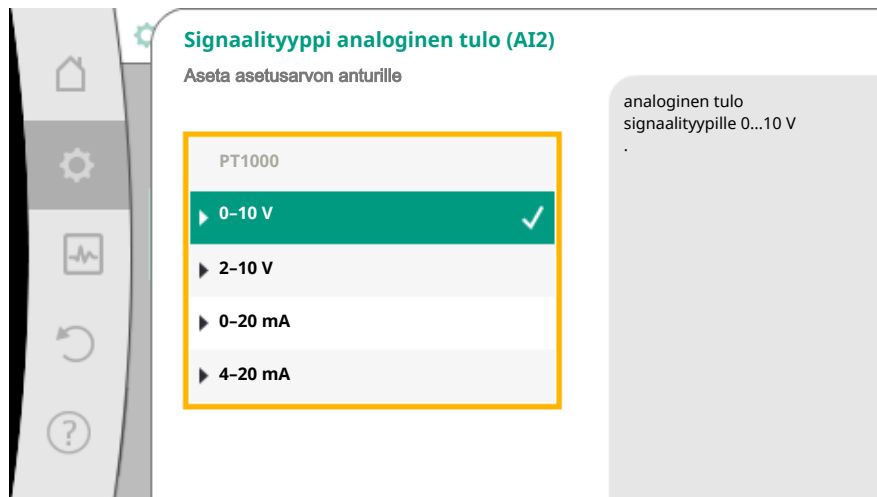 Signaalityyppi analoginen tulo (AI2)
Aseta asetusarvon anturille
analoginen tulo
signaalityypille 0...10 V
.
PT1000
0–10 V
2–10 V
0–20 mA
4–20 mA
?